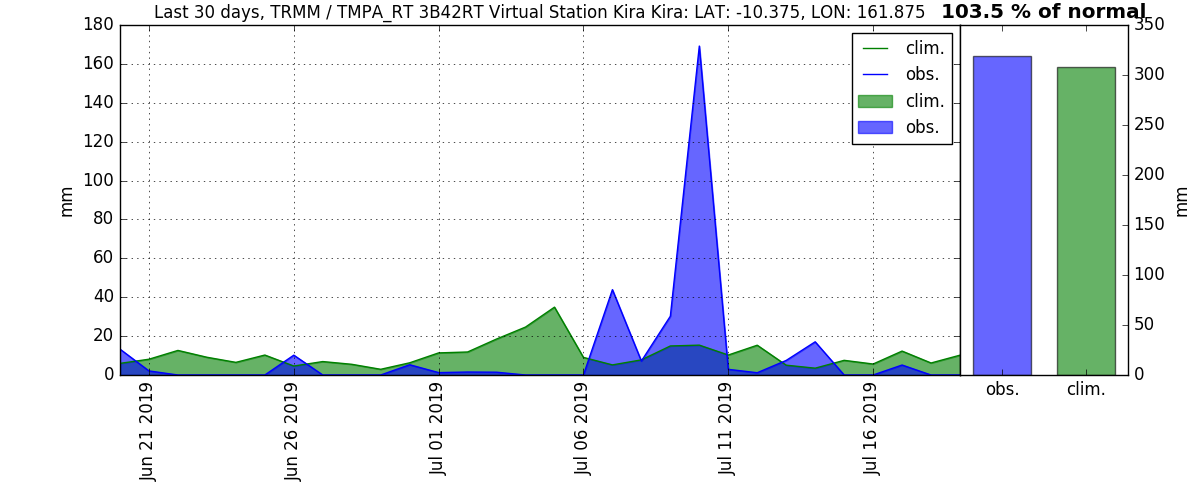 Last 30 days, TRMM / TMPA_RT 3B42RT Virtual Station Kira Kira: LAT: -10.375, LON: 161.875 103.5 % of normal
180
160
140
120
100
80
60
40
20
0
mm
clim.
obs.
clim.
obs.
Jun 21 2019
Jun 26 2019
Jul 01 2019
Jul 06 2019
Jul 11 2019
Jul 16 2019
350
300
250
200
150
100
50
0
mm
obs.
clim.